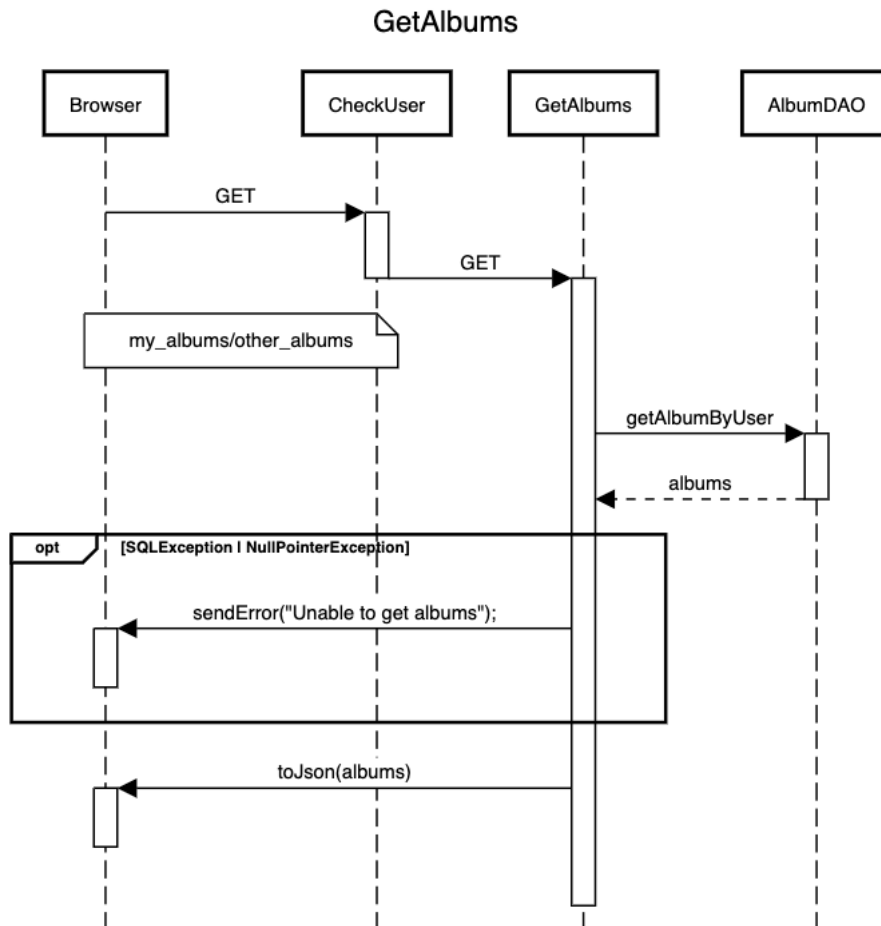 GetAlbums
Browser
CheckUser
GetAlbums
AlbumDAO
GET
GET
my_albums/other_albums
getAlbumByUser
albums
opt
[SQLException | NullPointerException]
sendError("Unable to get albums");
toJson(albums)